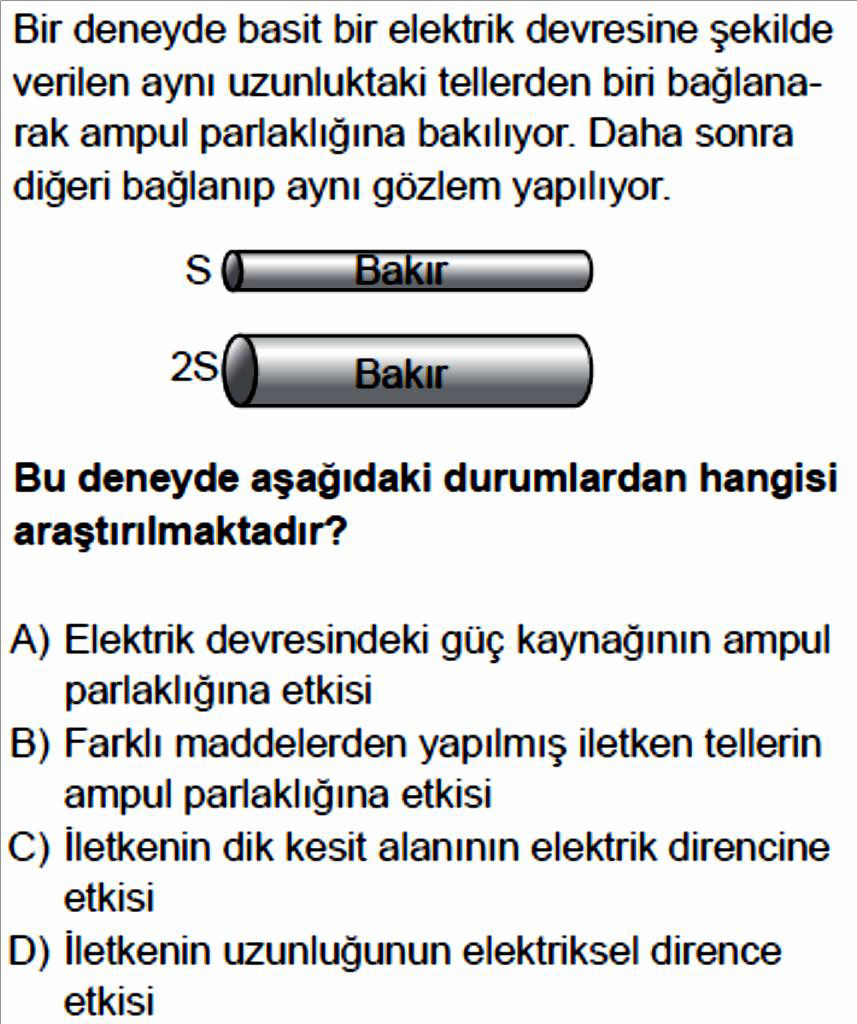 Bir deneyde basit bir elektrik devresine şekilde
verilen aynı uzunluktaki tellerden biri bağlana-
rak ampul parlaklığına bakılıyor. Daha sonra
diğeri bağlanıp aynı gözlem yapılıyor.
S Bakır
2S Bakır
Bu deneyde aşağıdaki durumlardan hangisi
araştırılmaktadır?
A) Elektrik devresindeki güç kaynağının ampul
parlaklığına etkisi
B) Farklı maddelerden yapılmış iletken tellerin
ampul parlaklığına etkisi
C) İletkenin dik kesit alanının elektrik direncine
etkisi
D) İletkenin uzunluğunun elektriksel dirence
etkisi